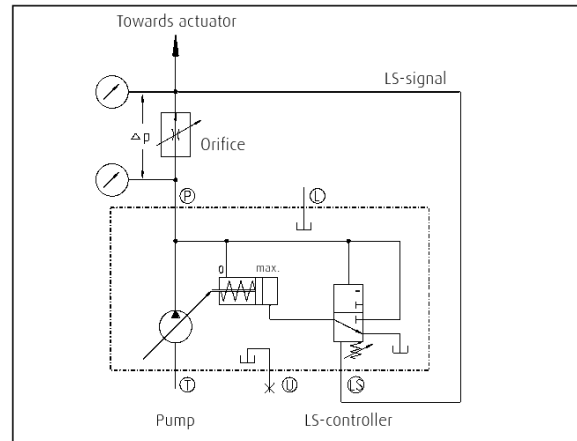 Towards actuator
LS-signal
Δp
Orifice
P
L
0
max.
T
U
LS
Pump
LS-controller